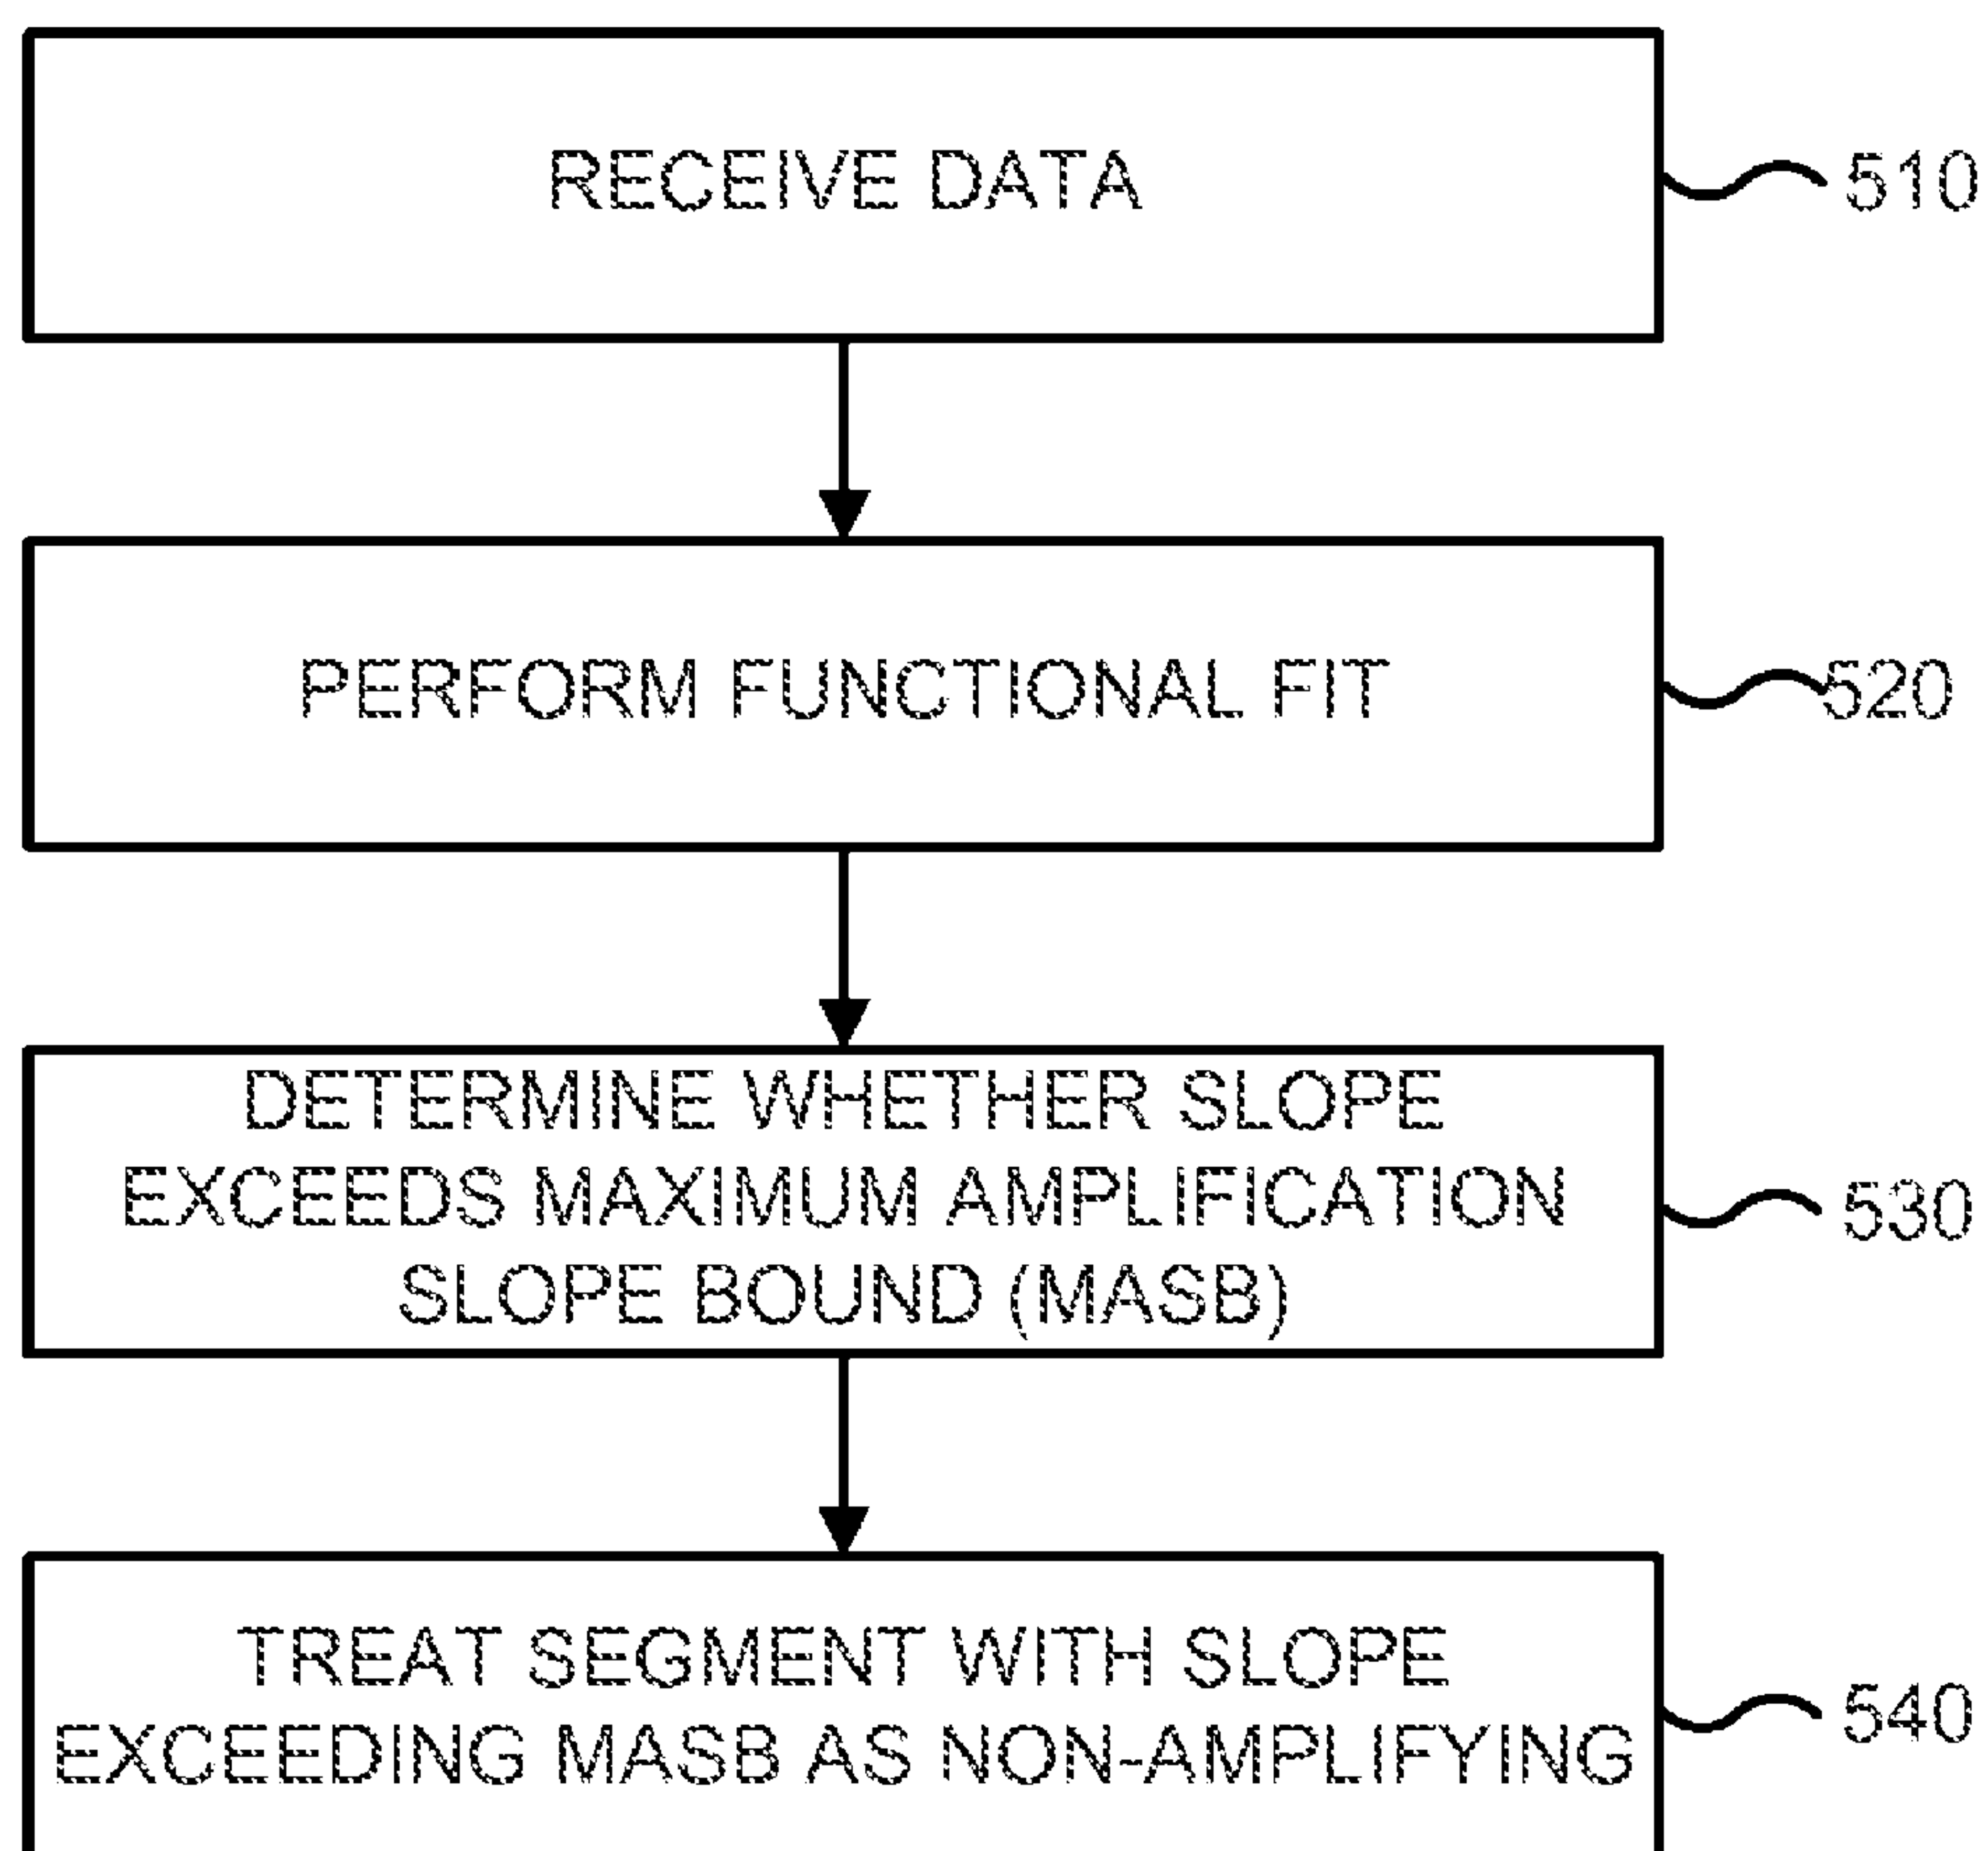 RECEIVE DATA
510
PERFORM FUNCTIONAL FIT
520
DETERMINE WHETHER SLOPE
EXCEEDS MAXIMUM AMPLIFICATION
SLOPE BOUND (MASB)
530
TREAT SEGMENT WITH SLOPE
EXCEEDING MASB AS NON-AMPLIFYING
540